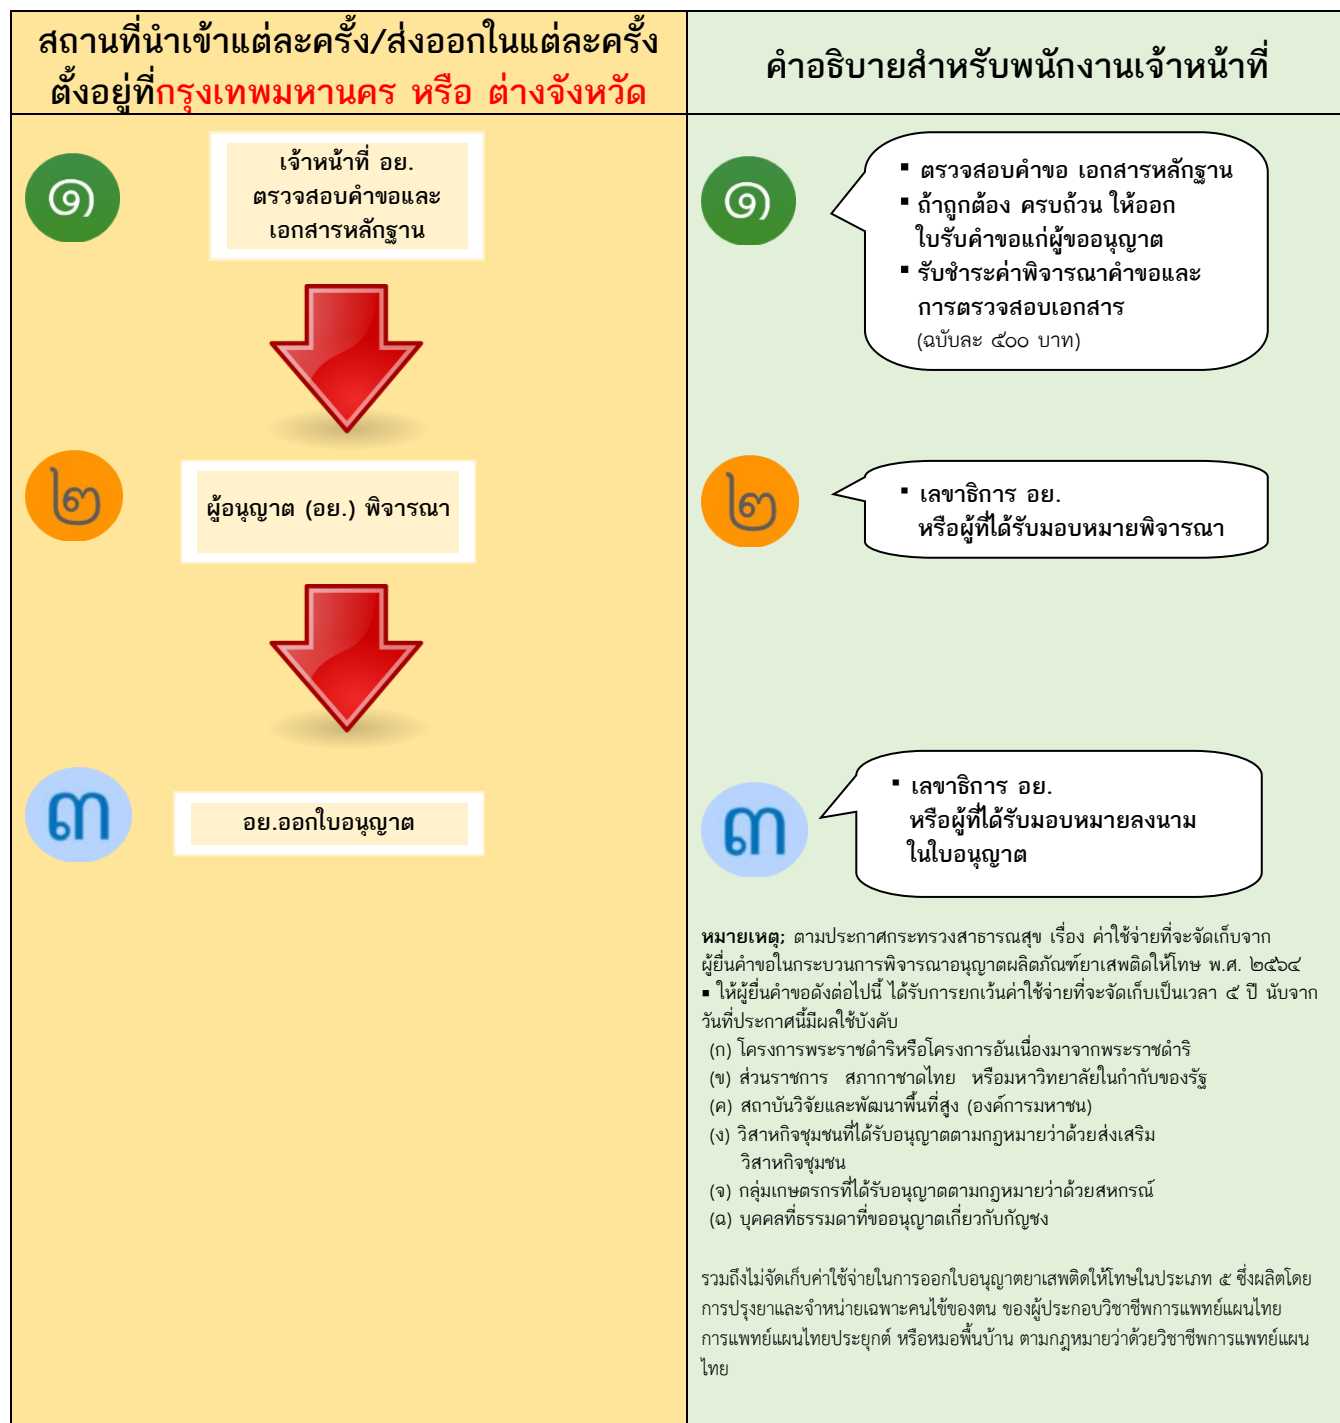 สถานที่นำเข้าแต่ละครั้ง/ส่งออกในแต่ละครั้ง
ตั้งอยู่ที่กรุงเทพมหานคร หรือ ต่างจังหวัด
๑
เจ้าหน้าที่ อย.
ตรวจสอบคำขอและ
เอกสารหลักฐาน
๒
ผู้อนุญาต (อย.) พิจารณา
๓
อย.ออกใบอนุญาต
คำอธิบายสำหรับพนักงานเจ้าหน้าที่
๑
▪ ตรวจสอบคำขอ เอกสารหลักฐาน
▪ ถ้าถูกต้อง ครบถ้วน ให้ออก
ใบรับคำขอแก่ผู้ขออนุญาต
▪ รับชำระค่าพิจารณาคำขอและ
การตรวจสอบเอกสาร
(ฉบับละ ๕๐๐ บาท)
๒
▪ เลขาธิการ อย.
หรือผู้ที่ได้รับมอบหมายพิจารณา
๓
▪ เลขาธิการ อย.
หรือผู้ที่ได้รับมอบหมายลงนาม
ในใบอนุญาต
หมายเหตุ; ตามประกาศกระทรวงสาธารณสุข เรื่อง ค่าใช้จ่ายที่จะจัดเก็บจาก
ผู้ยื่นคำขอในกระบวนการพิจารณาอนุญาตผลิตภัณฑ์ยาเสพติดให้โทษ พ.ศ. ๒๕๖๔
▪ ให้ผู้ยื่นคำขอดังต่อไปนี้ ได้รับการยกเว้นค่าใช้จ่ายที่จะจัดเก็บเป็นเวลา ๕ ปี นับจาก
วันที่ประกาศนี้มีผลใช้บังคับ
(ก) โครงการพระราชดำริหรือโครงการอันเนื่องมาจากพระราชดำริ
(ข) ส่วนราชการ สภากาชาดไทย หรือมหาวิทยาลัยในกำกับของรัฐ
(ค) สถาบันวิจัยและพัฒนาพื้นที่สูง (องค์การมหาชน)
(ง) วิสาหกิจชุมชนที่ได้รับอนุญาตตามกฎหมายว่าด้วยส่งเสริม
วิสาหกิจชุมชน
(จ) กลุ่มเกษตรกรที่ได้รับอนุญาตตามกฎหมายว่าด้วยสหกรณ์
(ฉ) บุคคลที่ธรรมดาที่ขออนุญาตเกี่ยวกับกัญชง
รวมถึงไม่จัดเก็บค่าใช้จ่ายในการออกใบอนุญาตยาเสพติดให้โทษในประเภท ๕ ซึ่งผลิตโดย
การปรุงยาและจำหน่ายเฉพาะคนไข้ของตน ของผู้ประกอบวิชาชีพการแพทย์แผนไทย
การแพทย์แผนไทยประยุกต์ หรือหมอพื้นบ้าน ตามกฎหมายว่าด้วยวิชาชีพการแพทย์แผน
ไทย